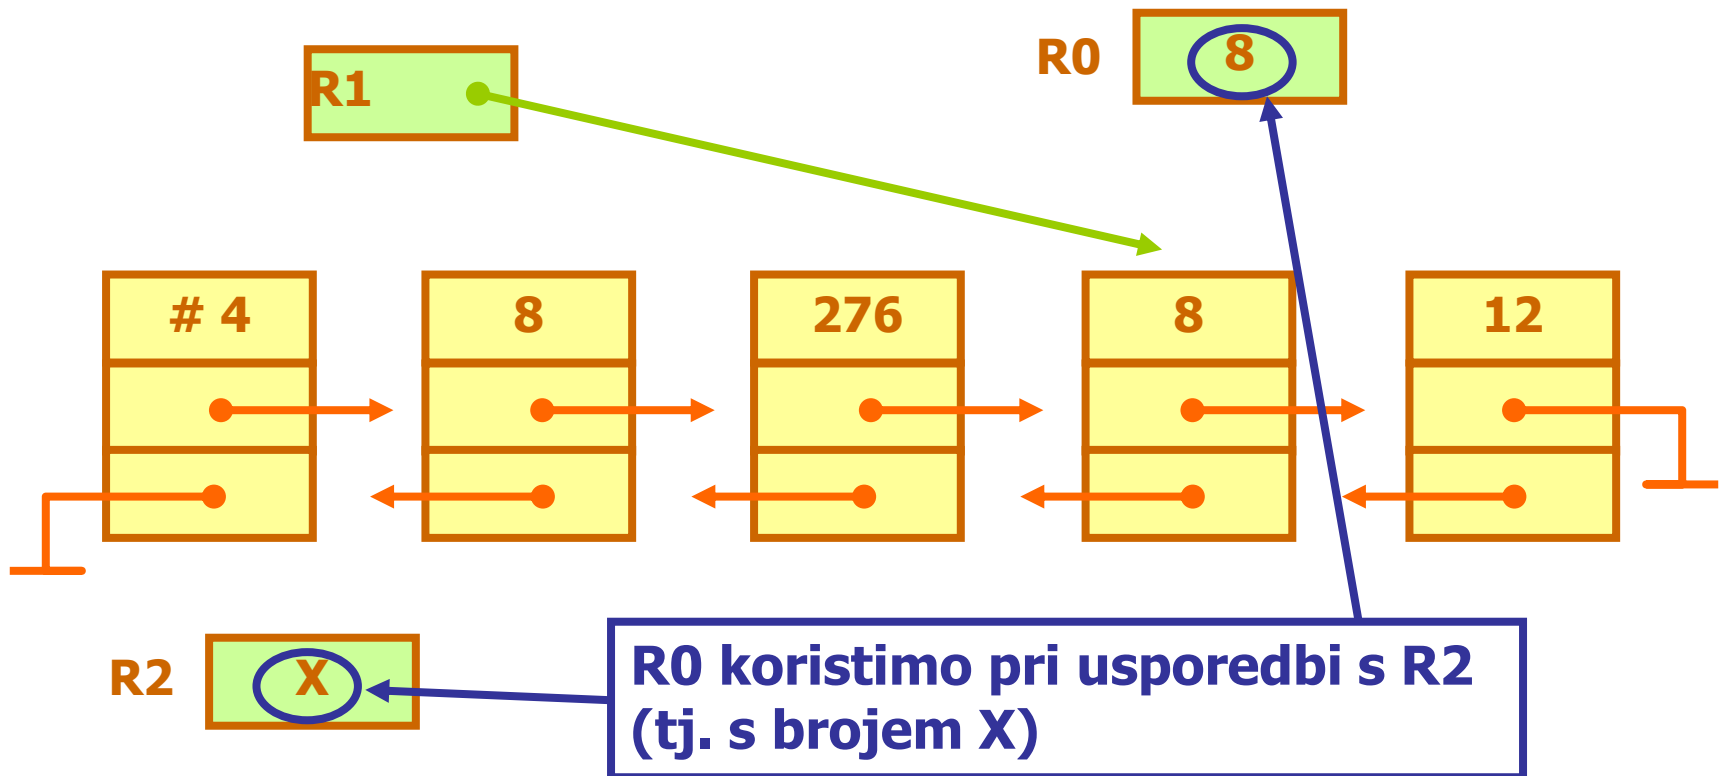 R1
R0 8
# 4 8 276 8 12
R2 X
R0 koristimo pri usporedbi s R2
(tj. s brojem X)